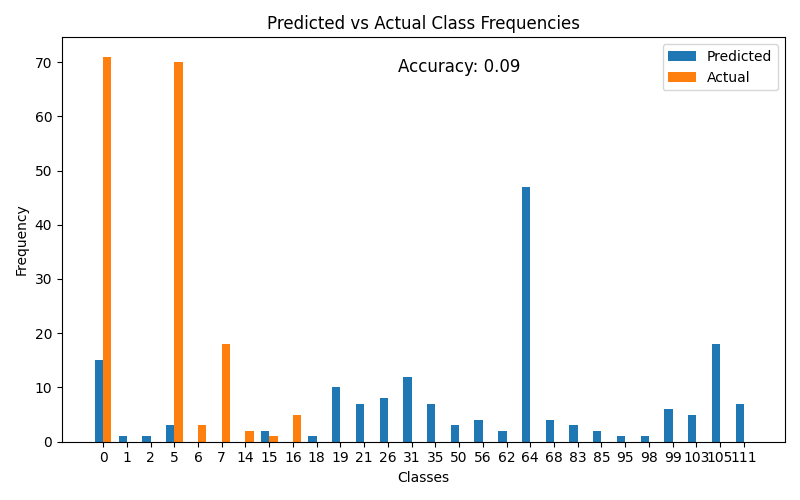 Predicted vs Actual Class Frequencies
Accuracy: 0.09
Predicted
Actual
70
60
50
40
30
20
10
0
Frequency
0 1 2 5 6 7 14 15 16 18 19 21 26 31 35 50 56 62 64 68 83 85 95 98 99 103 105 111
Classes